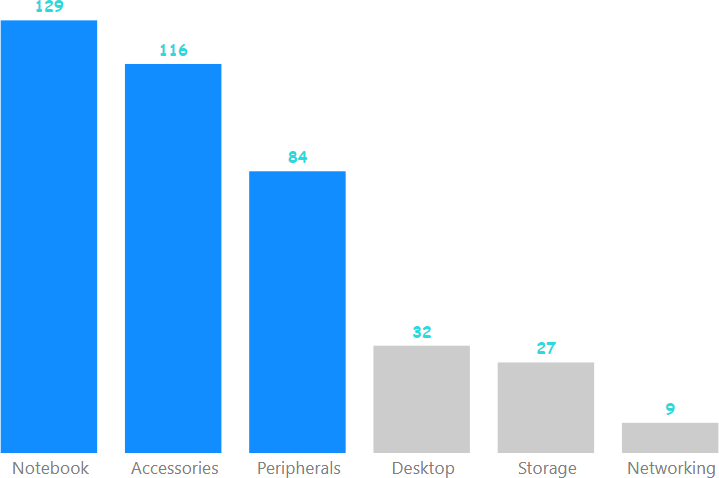 129
116
84
32
27
9
Notebook
Accessories
Peripherals
Desktop
Storage
Networking